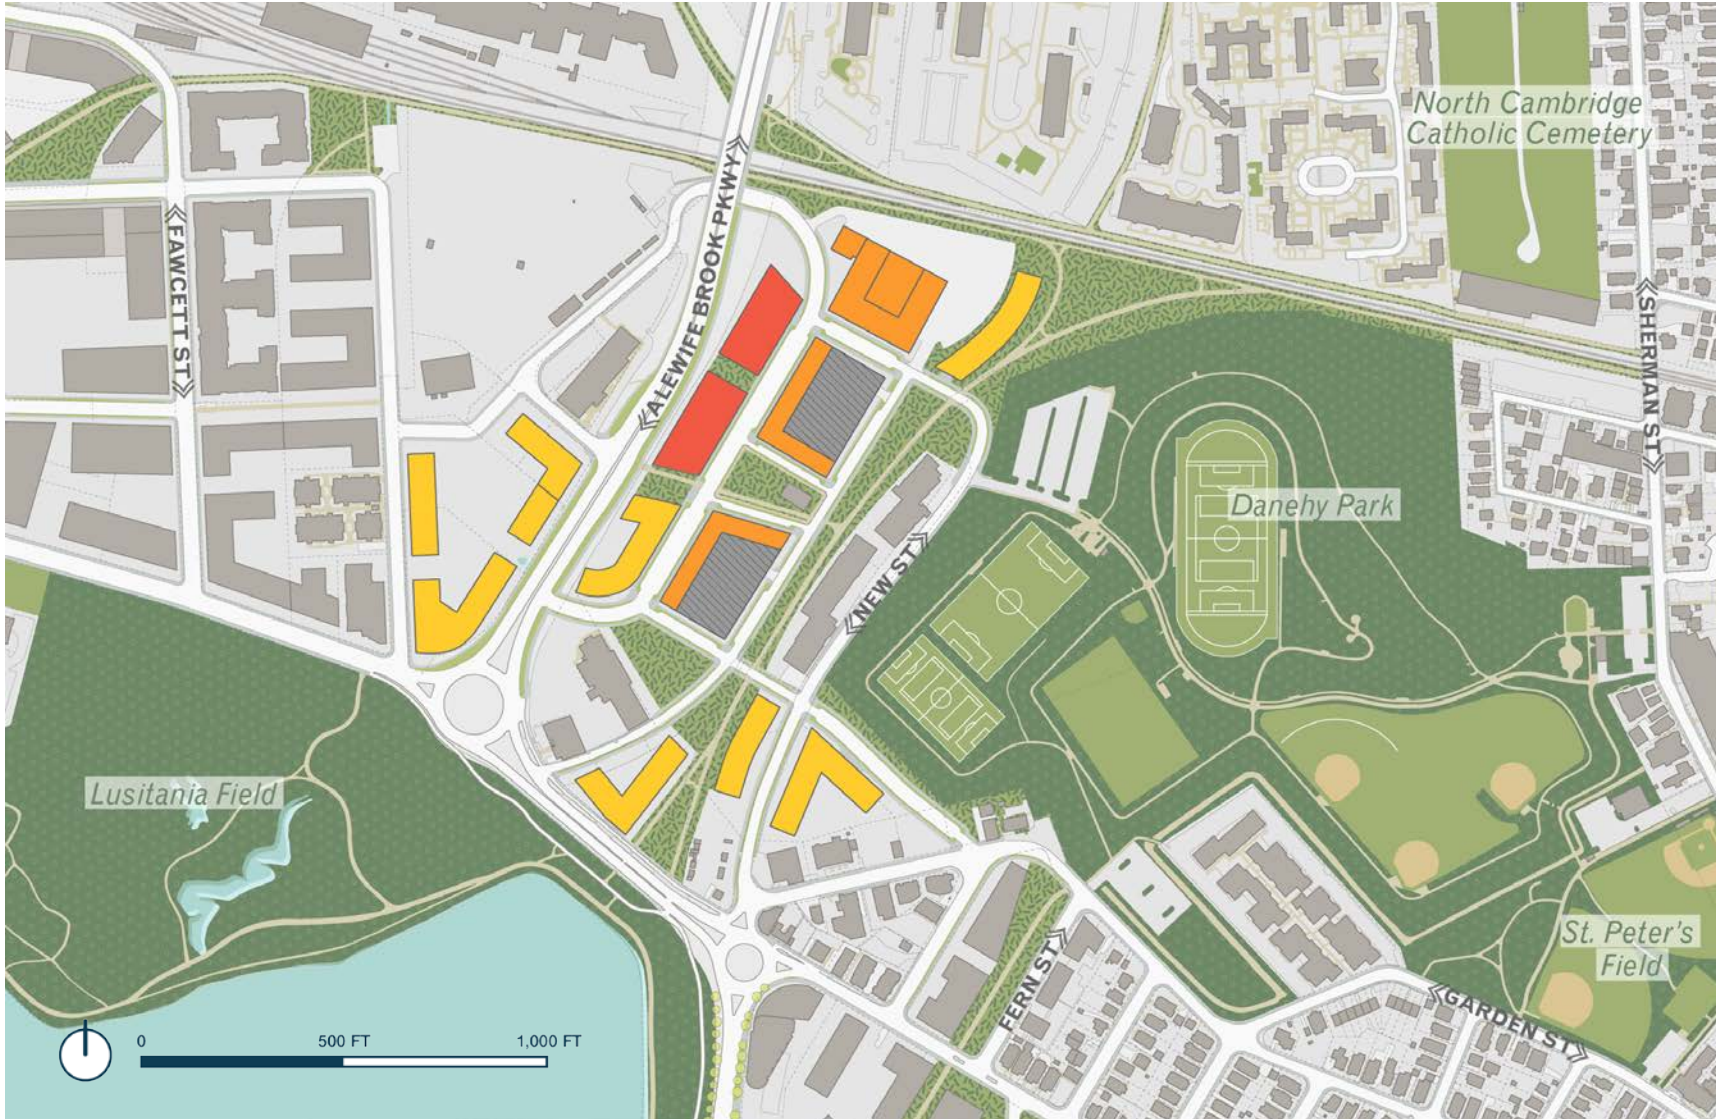 North Cambridge
Catholic Cemetery
FAWCETT ST
ALEWIFE BROOK PKWY
SHERMAN ST
Danehy Park
NEW ST
Lusitania Field
St. Peter's
Field
FERN ST
GARDEN ST
0 500 FT 1,000 FT